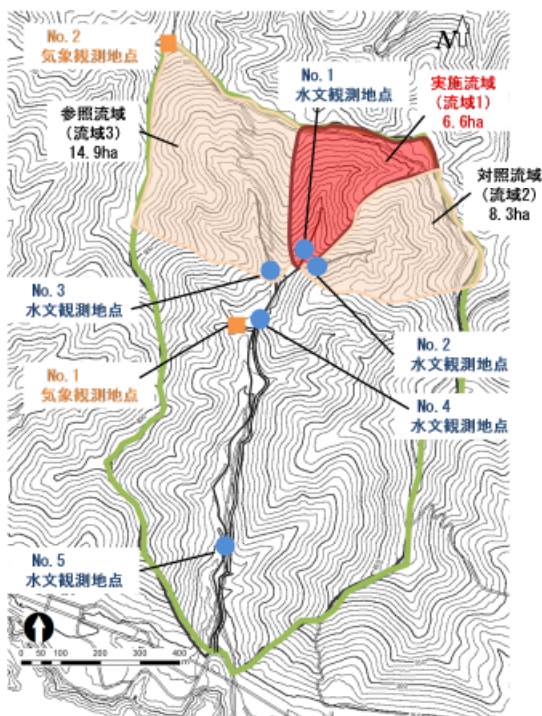 No.2
気象観測地点
N
No.1
水文観測地点
実施流域
(流域1)
6.6ha
参照流域
(流域3)
14.9ha
対照流域
(流域2)
8.3ha
No.3
水文観測地点
No.2
水文観測地点
No.1
気象観測地点
No.4
水文観測地点
No.5
水文観測地点
0 50 100 200 300 400
m